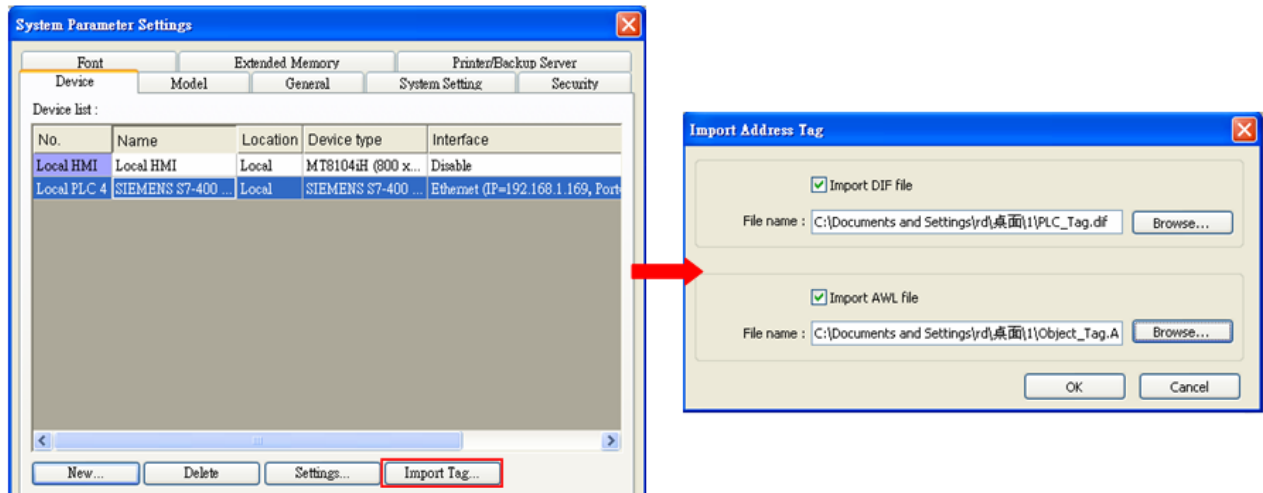 System Parameter Settings
Font Extended Memory Printer/Backup Server
Device Model General System Setting Security
Device list :
No. Name Location Device type Interface
Local HMI Local HMI Local MT8104iH (800 x... Disable
Local PLC 4 SIEMENS S7-400 ... Local SIEMENS S7-400 ... Ethernet (IP=192.168.1.169, Port
New... Delete Settings... Import Tag...
Import Address Tag
Import DIF file
File name : C:\Documents and Settings\rd\桌面\1\PLC_Tag.dif Browse...
Import AWL file
File name : C:\Documents and Settings\rd\桌面\1\Object_Tag.A Browse...
OK Cancel